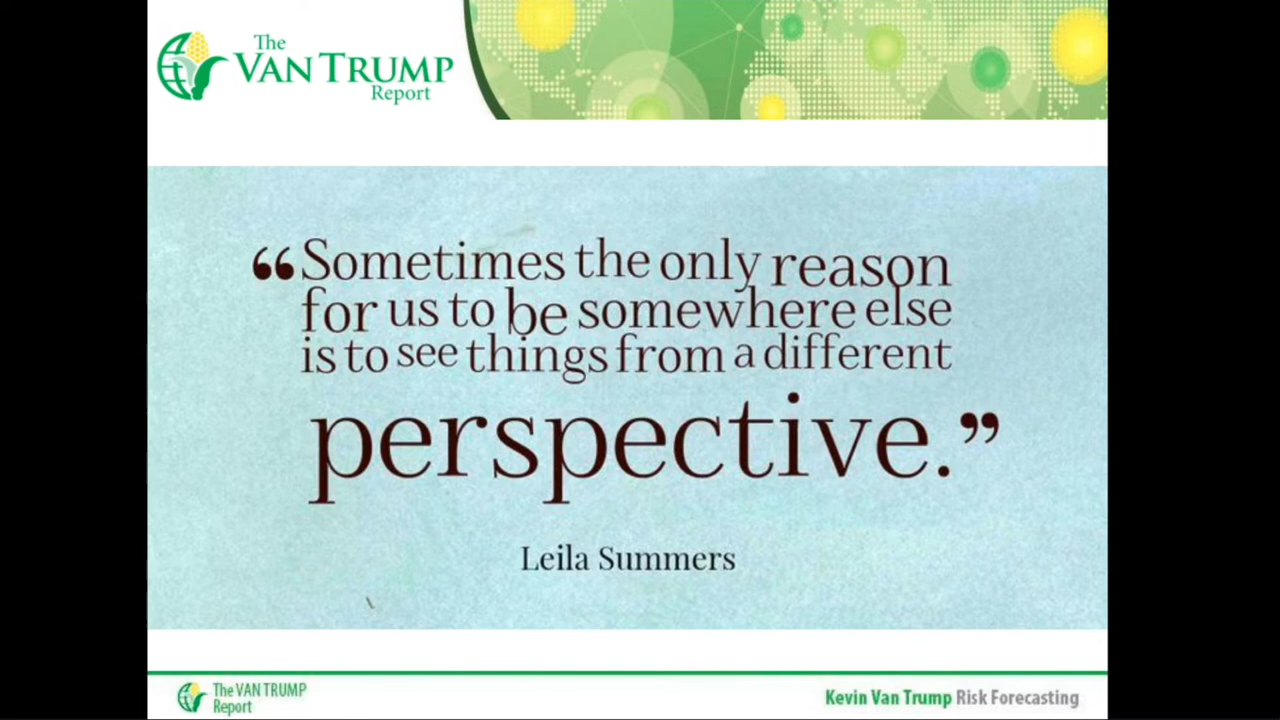 The
VAN TRUMP
Report
“Sometimes the only reason
for us to be somewhere else
is to see things from a different
perspective.”
Leila Summers
The VAN TRUMP
Report
Kevin Van Trump Risk Forecasting